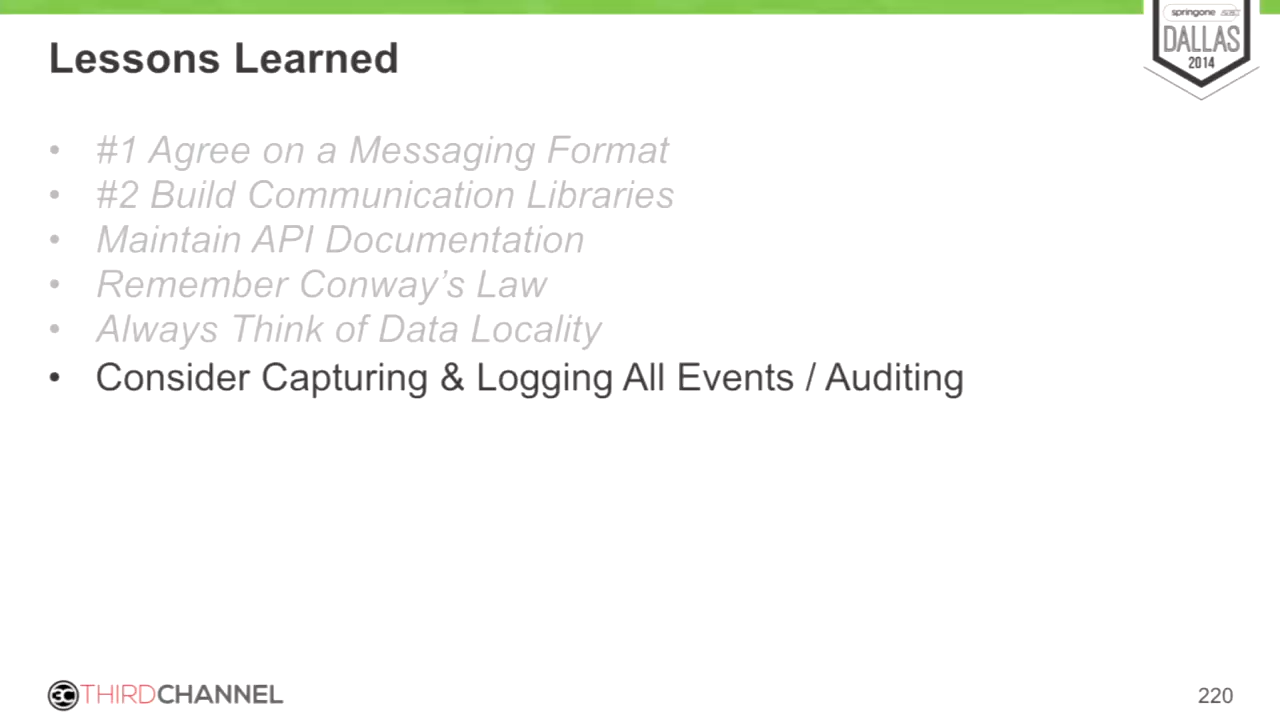 springone
DALLAS
2014
Lessons Learned
• #1 Agree on a Messaging Format
• #2 Build Communication Libraries
• Maintain API Documentation
• Remember Conway’s Law
• Always Think of Data Locality
• Consider Capturing & Logging All Events / Auditing
3C THIRDCHANNEL
220